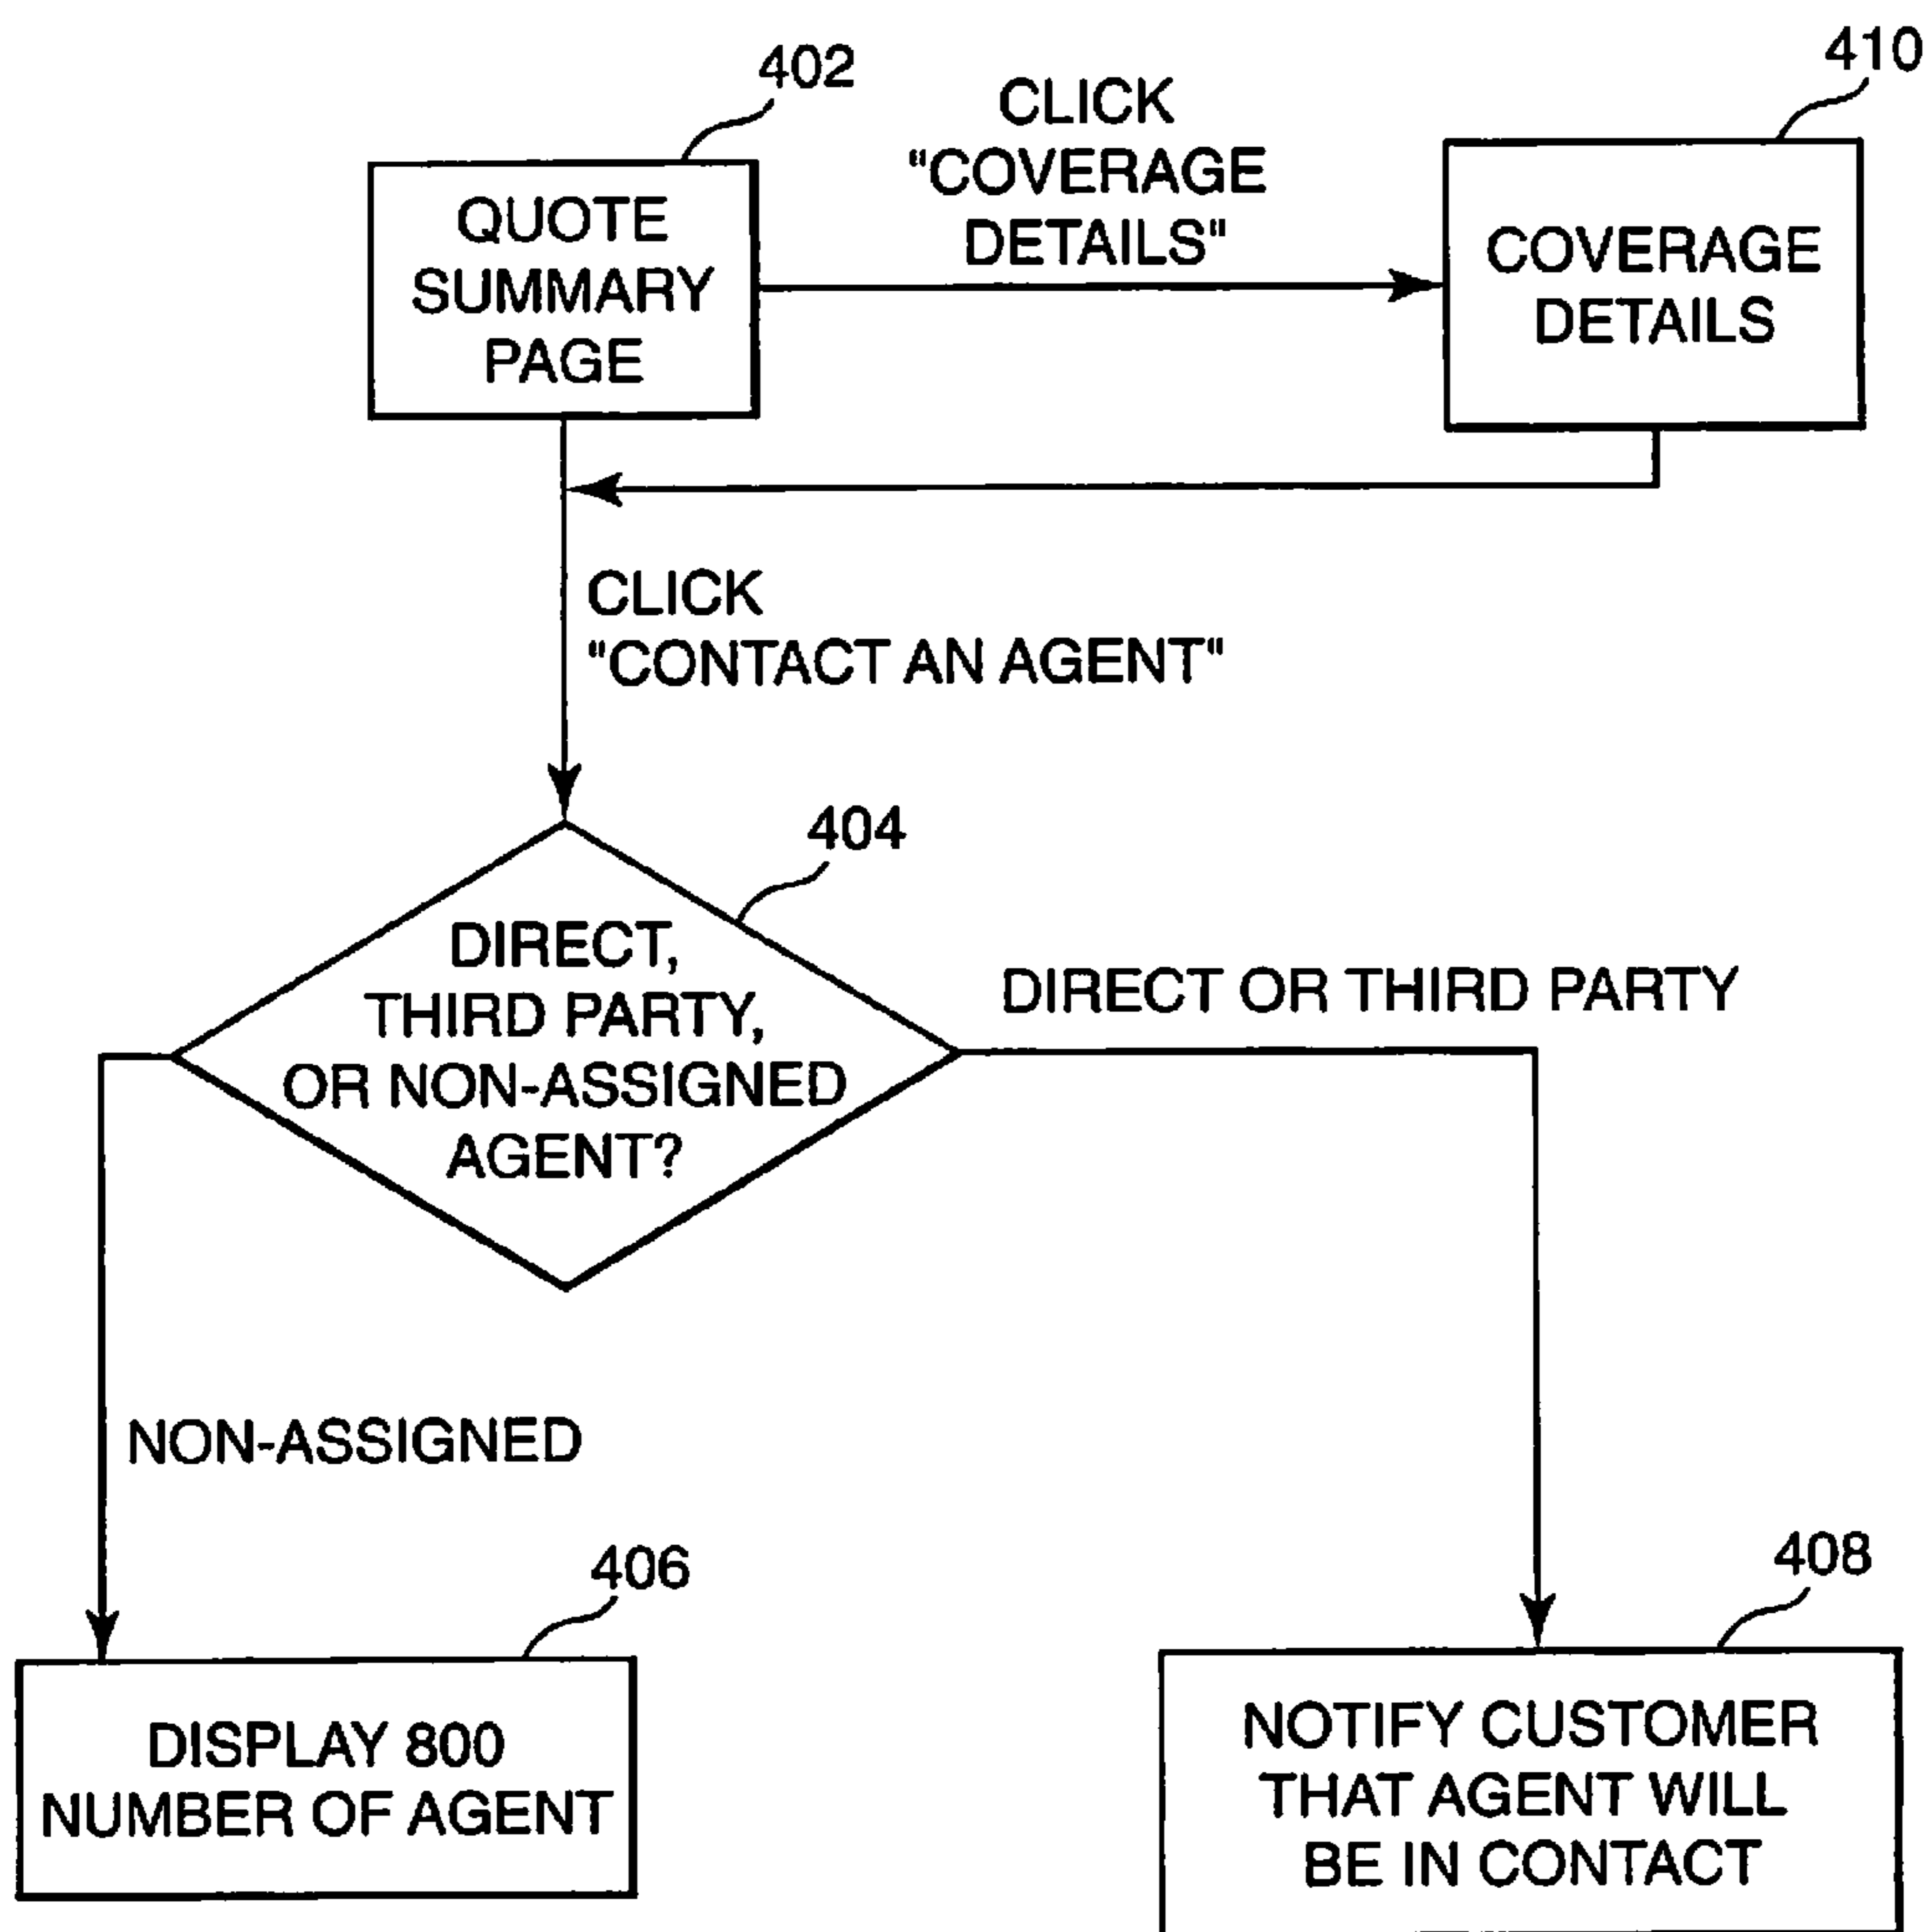 402
QUOTE
SUMMARY
PAGE
CLICK
"COVERAGE
DETAILS"
410
COVERAGE
DETAILS
CLICK
"CONTACT AN AGENT"
404
DIRECT,
THIRD PARTY,
OR NON-ASSIGNED
AGENT?
DIRECT OR THIRD PARTY
NON-ASSIGNED
406
DISPLAY 800
NUMBER OF AGENT
408
NOTIFY CUSTOMER
THAT AGENT WILL
BE IN CONTACT